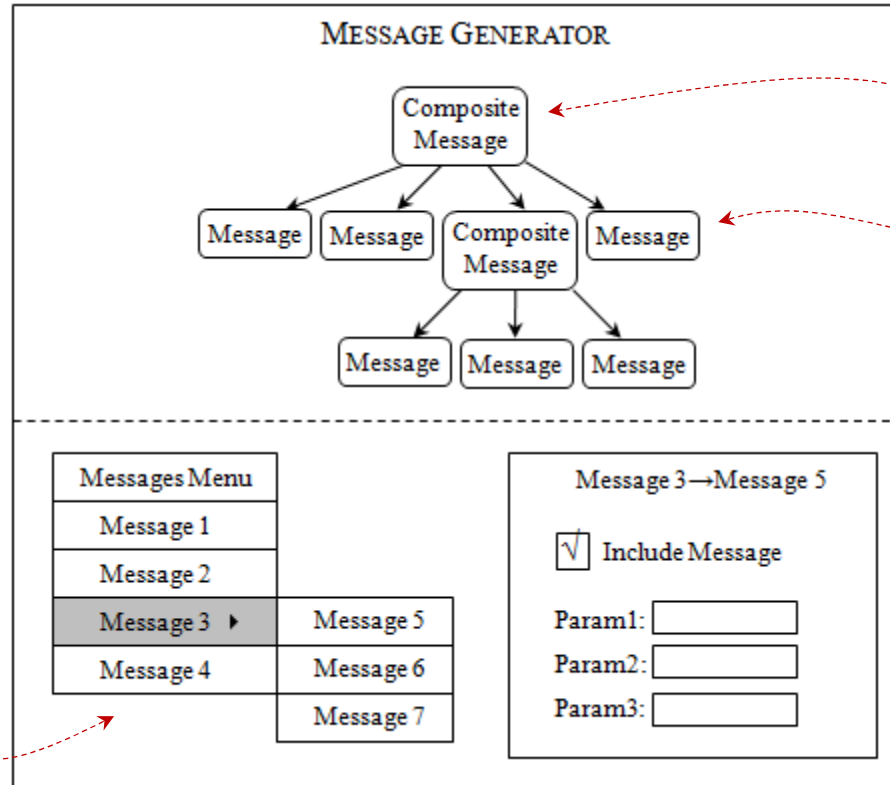 MESSAGE GENERATOR
Composite
Message
Message
Message
Composite
Message
Message
Message
Message
Message
Messages Menu
Message 1
Message 2
Message 3
Message 4
Message 5
Message 6
Message 7
Message 3→Message 5
√ Include Message
Param1:
Param2:
Param3: